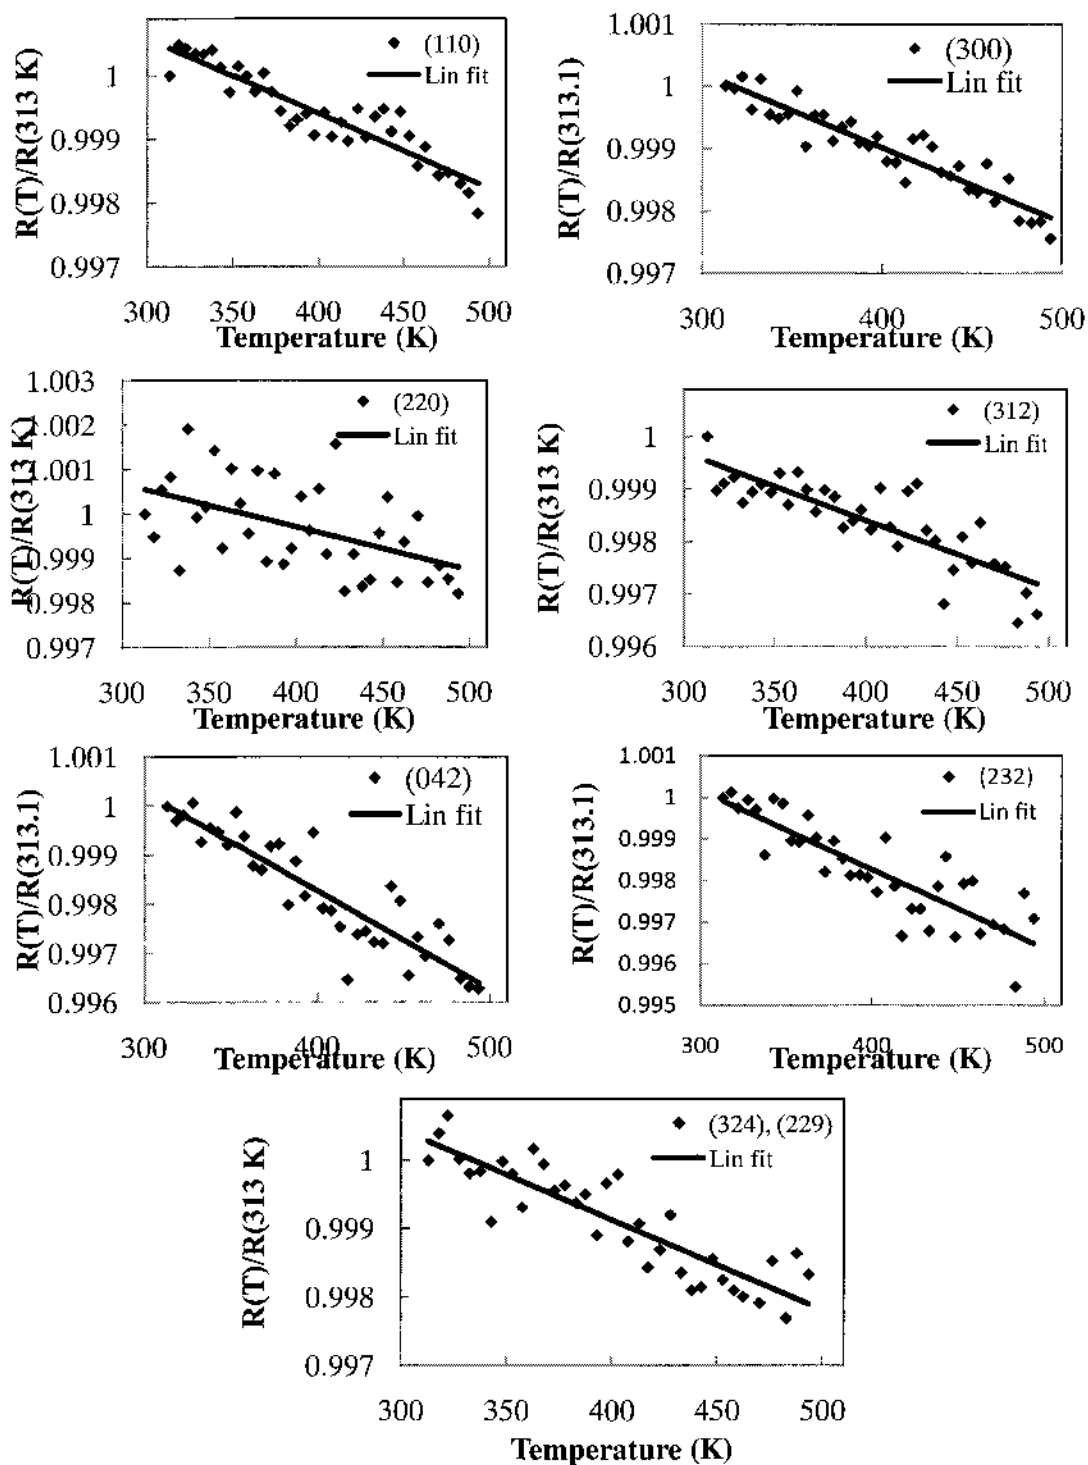 R(T)/R(313 K)
(110)
Lin fit
1
0.999
0.998
0.997
300 350 400 450 500
Temperature (K)
R(T)/R(313.1)
1.001
(300)
Lin fit
1
0.999
0.998
0.997
300 400 500
Temperature (K)
R(T)/R(313 K)
1.003
(220)
1.002
Lin fit
1.001
1
0.999
0.998
0.997
300 350 400 450 500
Temperature (K)
R(T)/R(313 K)
(312)
1
Lin fit
0.999
0.998
0.997
0.996
300 350 400 450 500
Temperature (K)
R(T)/R(313.1)
1.001
(042)
1
Lin fit
0.999
0.998
0.997
0.996
300 400 500
Temperature (K)
R(T)/R(313.1)
1.001
(232)
1
Lin fit
0.999
0.998
0.997
0.996
0.995
300 400 500
Temperature (K)
R(T)/R(313 K)
(324), (229)
1
Lin fit
0.999
0.998
0.997
300 350 400 450 500
Temperature (K)